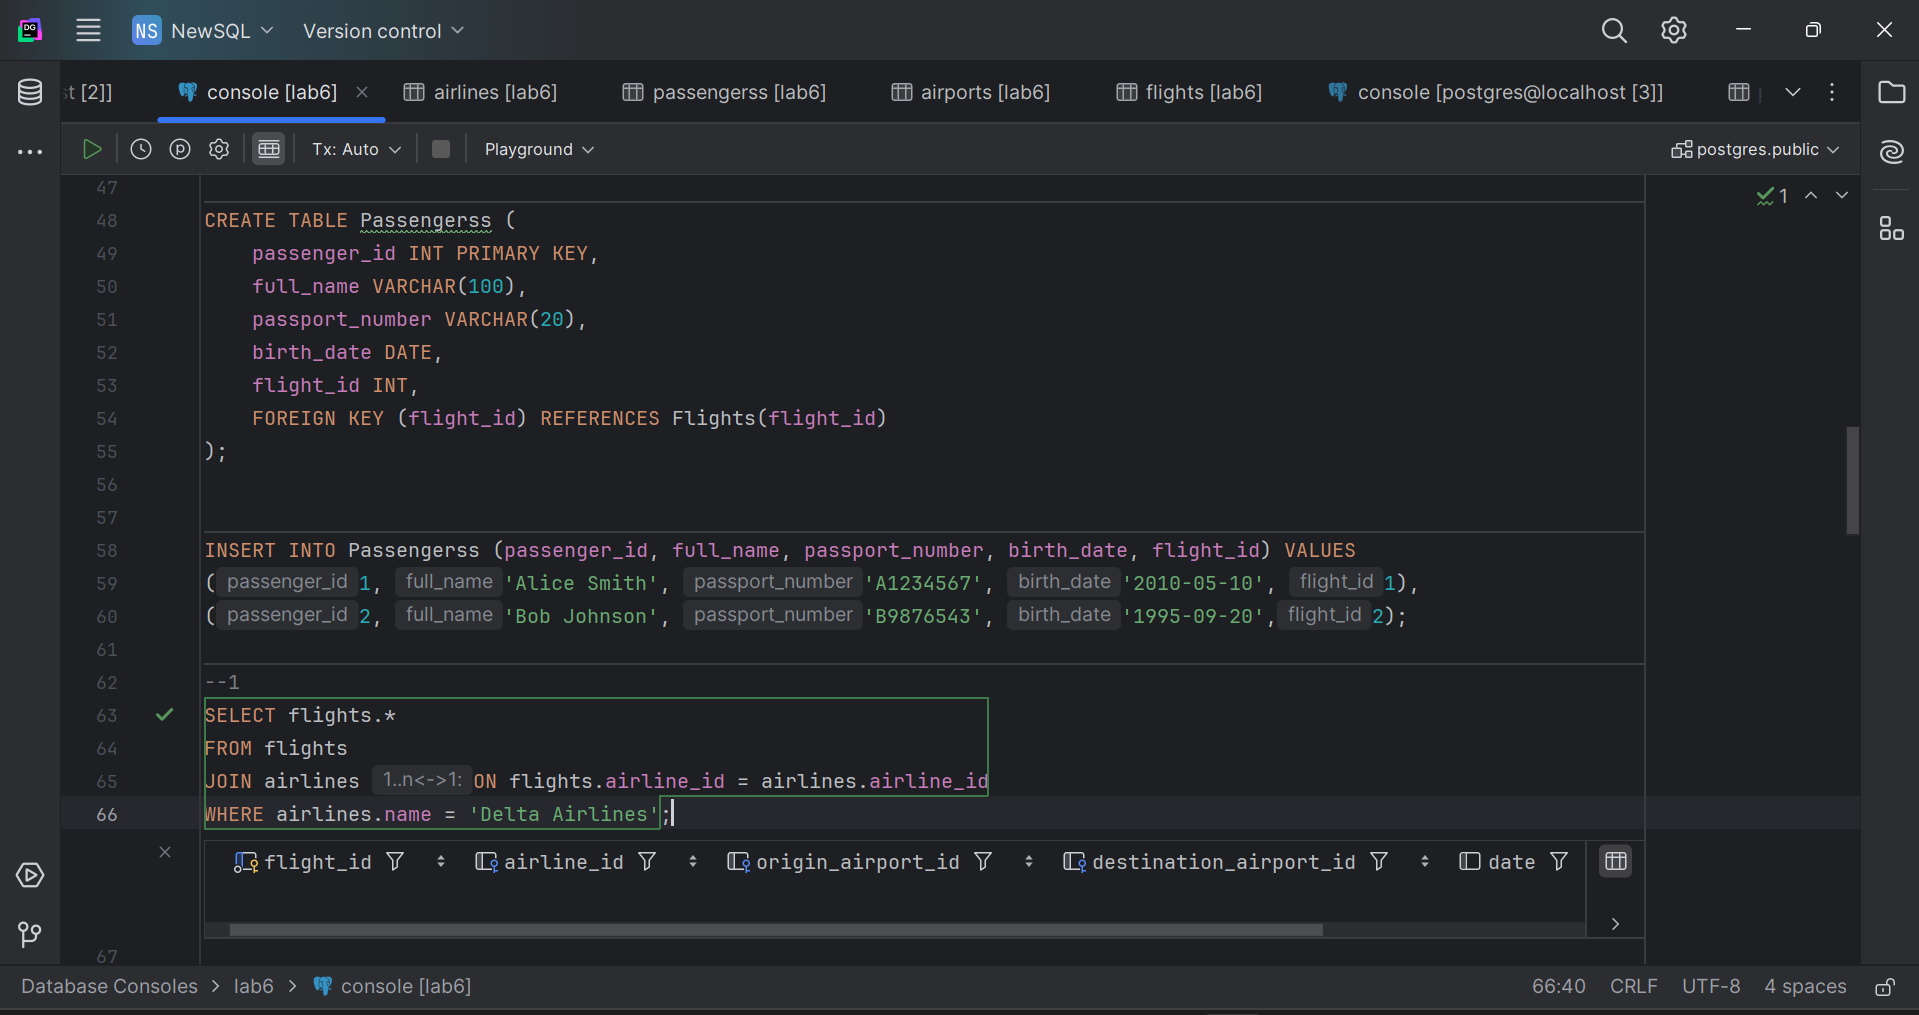 DG NS NewSQL Version control
st [2]] console [lab6] airlines [lab6] passengerss [lab6] airports [lab6] flights [lab6] console [postgres@localhost [3]]
Tx: Auto Playground postgres.public
47 1
48 CREATE TABLE Passengerss (
49 passenger_id INT PRIMARY KEY,
50 full_name VARCHAR(100),
51 passport_number VARCHAR(20),
52 birth_date DATE,
53 flight_id INT,
54 FOREIGN KEY (flight_id) REFERENCES Flights(flight_id)
55 );
56
57
58 INSERT INTO Passengerss (passenger_id, full_name, passport_number, birth_date, flight_id) VALUES
59 ( passenger_id 1, full_name 'Alice Smith', passport_number 'A1234567', birth_date '2010-05-10', flight_id 1),
60 ( passenger_id 2, full_name 'Bob Johnson', passport_number 'B9876543', birth_date '1995-09-20', flight_id 2);
61
62 --1
63 SELECT flights.*
64 FROM flights
65 JOIN airlines 1..n<->1: ON flights.airline_id = airlines.airline_id
66 WHERE airlines.name = 'Delta Airlines';
flight_id airline_id origin_airport_id destination_airport_id date
67
Database Consoles > lab6 > console [lab6] 66:40 CRLF UTF-8 4 spaces